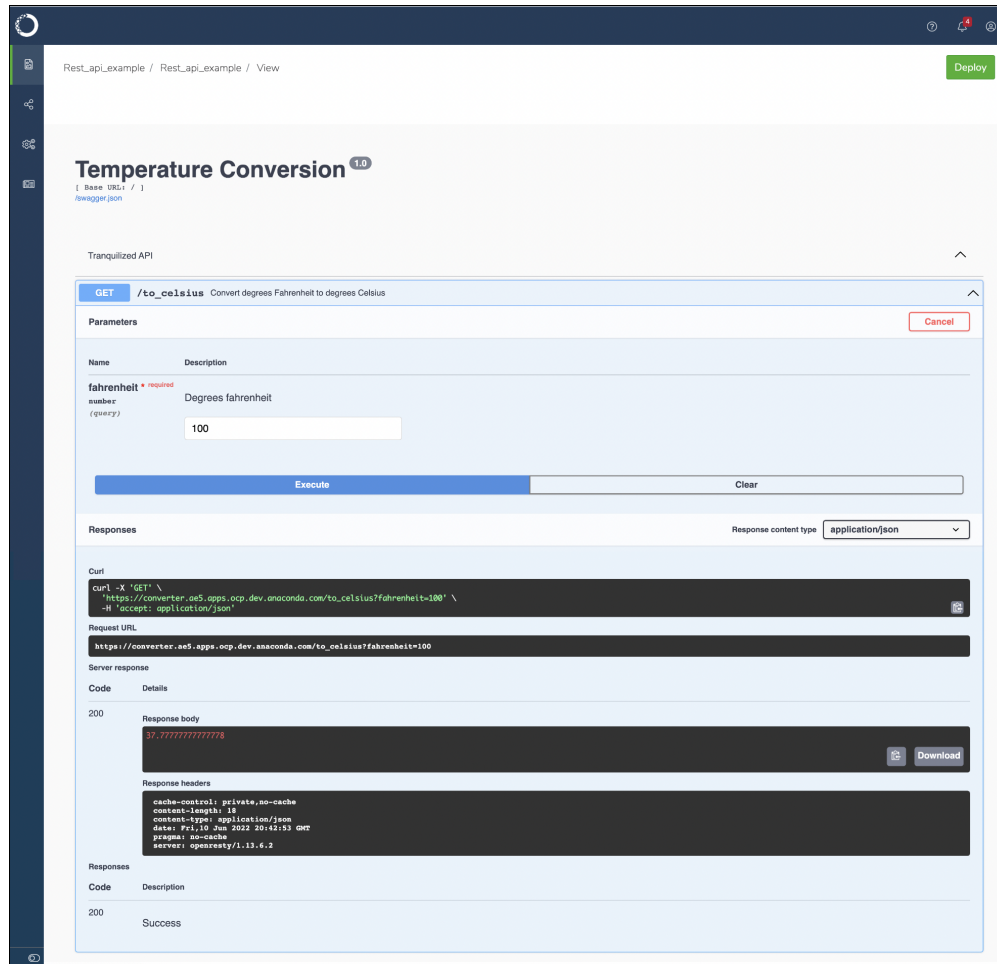 4
Rest_api_example / Rest_api_example / View
Deploy
Temperature Conversion 1.0
[ Base URL: / ]
/swagger.json
Tranquilized API
GET /to_celsius Convert degrees Fahrenheit to degrees Celsius
Parameters
Cancel
Name Description
fahrenheit * required
number
(query)
Degrees fahrenheit
100
Execute Clear
Responses
Response content type application/json
Curl
curl -X 'GET' \
'https://converter.ae5.apps.ocp.dev.anaconda.com/to_celsius?fahrenheit=100' \
-H 'accept: application/json'
Request URL
https://converter.ae5.apps.ocp.dev.anaconda.com/to_celsius?fahrenheit=100
Server response
Code Details
200
Response body
37.77777777777778
Download
Response headers
cache-control: private,no-cache
content-length: 18
content-type: application/json
date: Fri,10 Jun 2022 20:42:53 GMT
pragma: no-cache
server: openresty/1.13.6.2
Responses
Code Description
200
Success